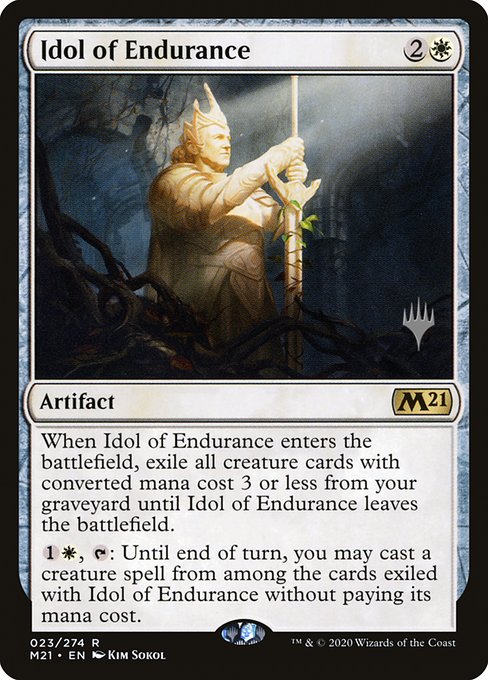 Idol of Endurance 2
Artifact M21
When Idol of Endurance enters the
battlefield, exile all creature cards with
converted mana cost 3 or less from your
graveyard until Idol of Endurance leaves
the battlefield.
1 , : Until end of turn, you may cast a
creature spell from among the cards exiled
with Idol of Endurance without paying its
mana cost.
023/274 R
M21 • EN Kim Sokol
™ & © 2020 Wizards of the Coast